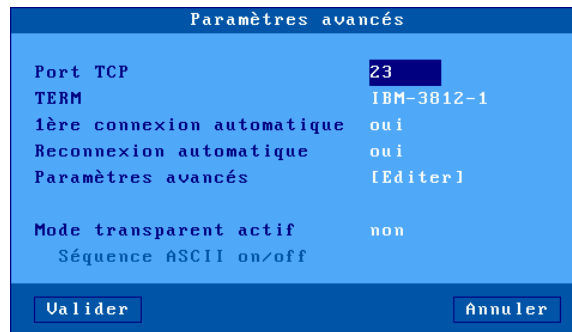 Paramètres avancés
Port TCP 23
TERM IBM-3812-1
1ère connexion automatique oui
Reconnexion automatique oui
Paramètres avancés [Editer]
Mode transparent actif non
Séquence ASCII on/off
Valider Annuler